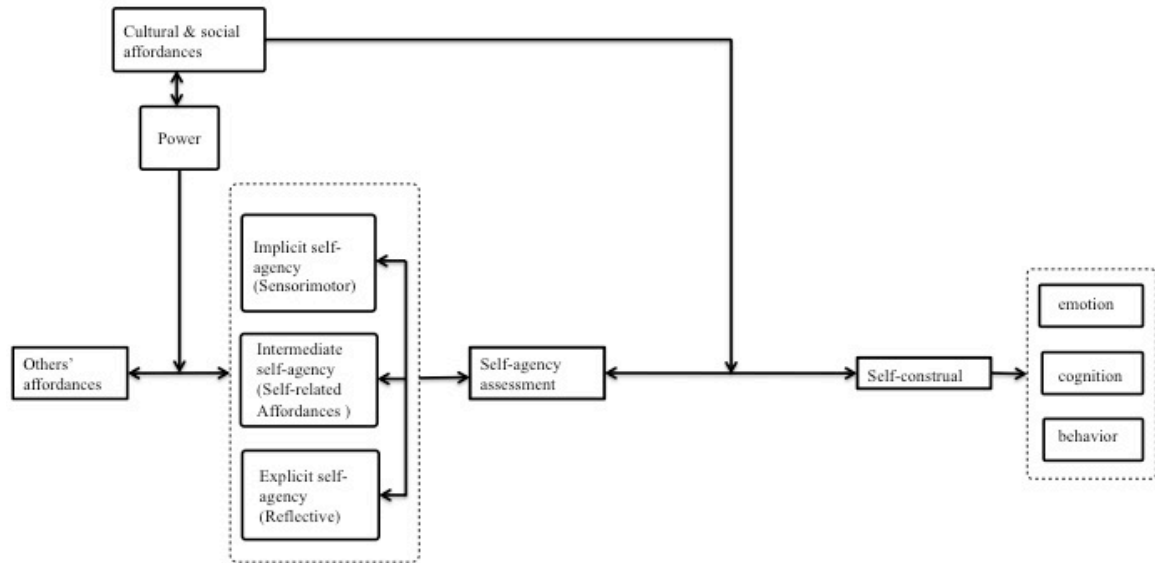 Cultural & social
affordances
Power
Implicit self-
agency
(Sensorimotor)
Others’
affordances
Intermediate
self-agency
(Self-related
Affordances )
Explicit self-
agency
(Reflective)
Self-agency
assessment
Self-construal
emotion
cognition
behavior